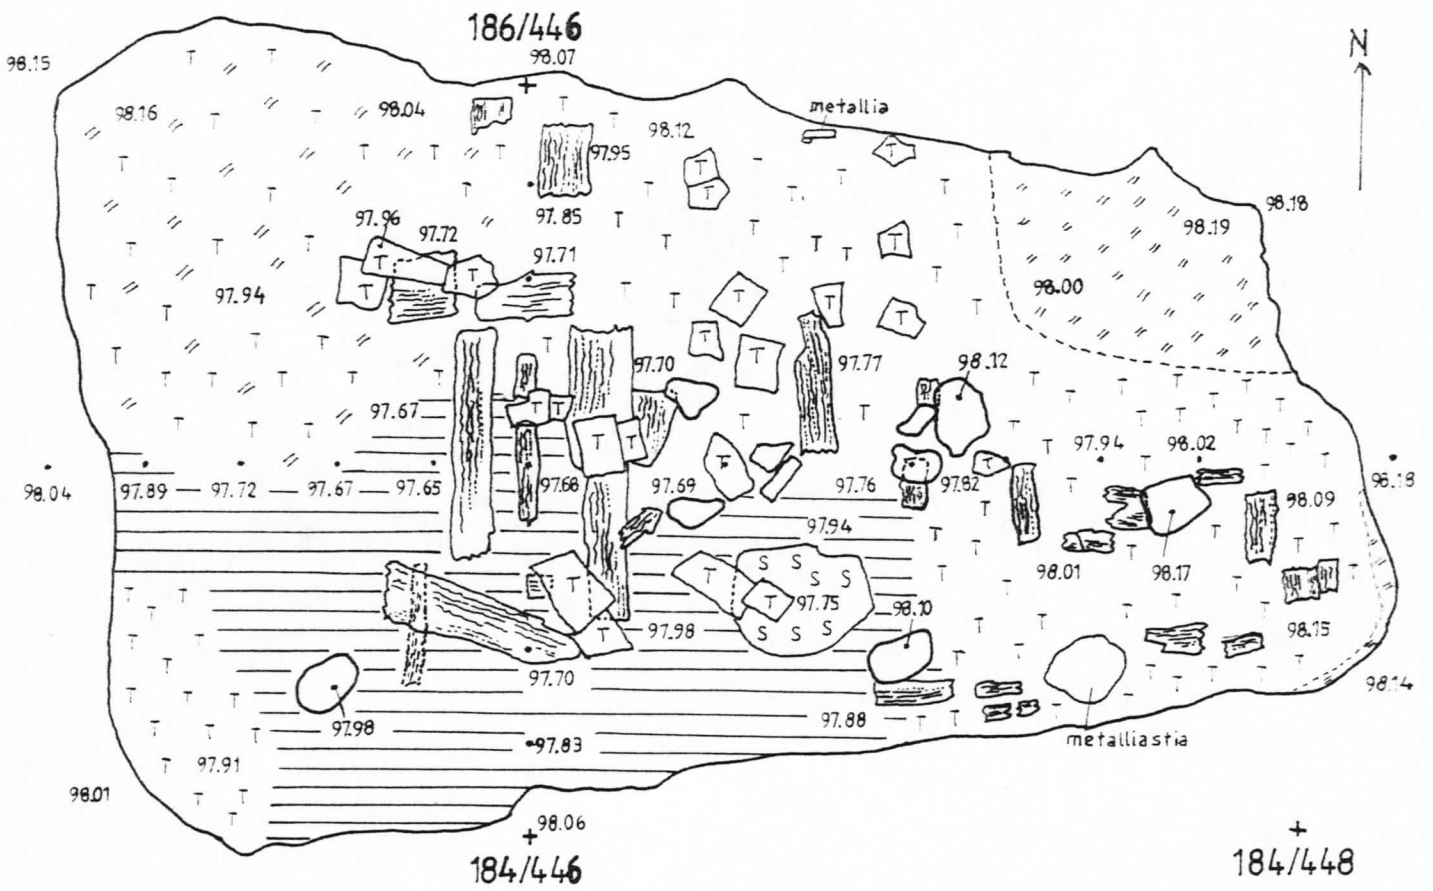 186/446
98.07
N
98.15
98.16
98.04
98.12
metallia
T
97.95
T
T
97.96
97.72
97.85
98.18
98.19
T
T
97.71
T
T
97.94
98.00
T
T
T
97.70
T
T
97.77
98.12
97.67
T T
T T
97.94
98.02
T
T
98.04
97.89
97.72
97.67
97.65
97.68
97.69
97.76
97.82
98.18
98.09
97.94
T
T
S S
S S S
T
97.75
S S S
98.01
98.17
98.10
T
97.98
98.15
97.70
97.98
97.88
98.14
metalliastia
97.83
97.91
98.01
98.06
184/446
184/448